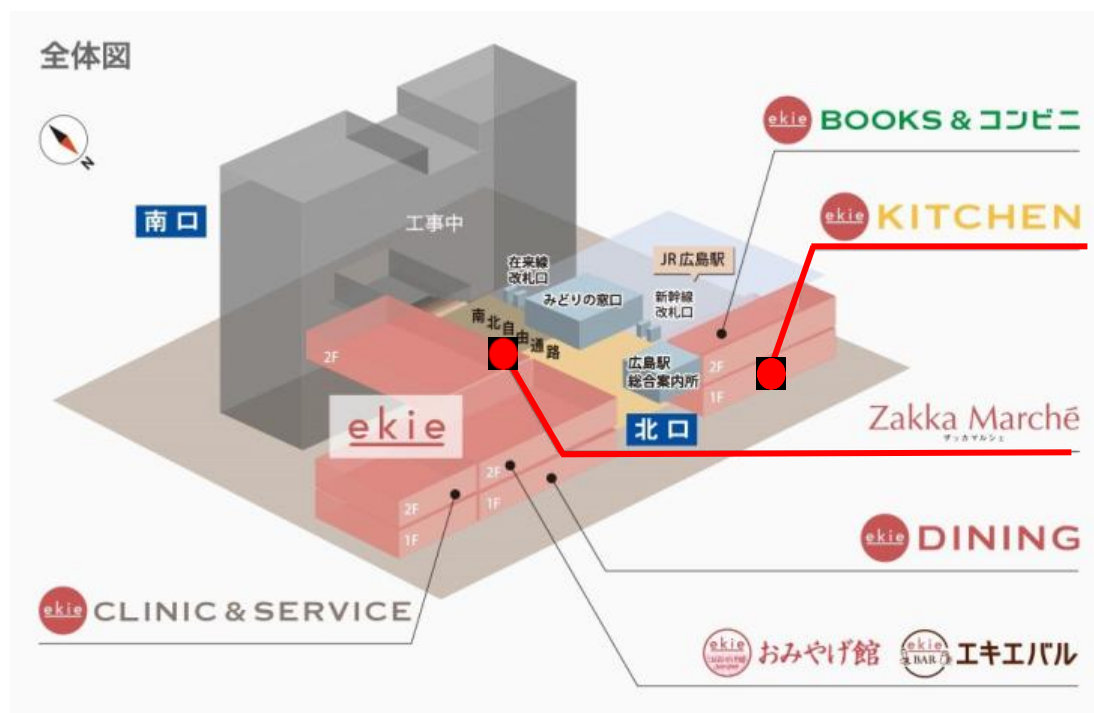 全体図
N
ekie BOOKS & コンビニ
ekie KITCHEN
南口
工事中
JR広島駅
在来線
改札口
みどりの窓口
新幹線
改札口
南北自由通路
2F
広島駅
総合案内所
2F
1F
ekie
北口
Zakka Marché
ザッカマルシェ
2F
1F
2F
1F
ekie DINING
ekie CLINIC & SERVICE
ekie おみやげ館
ekie BAR エキエバル